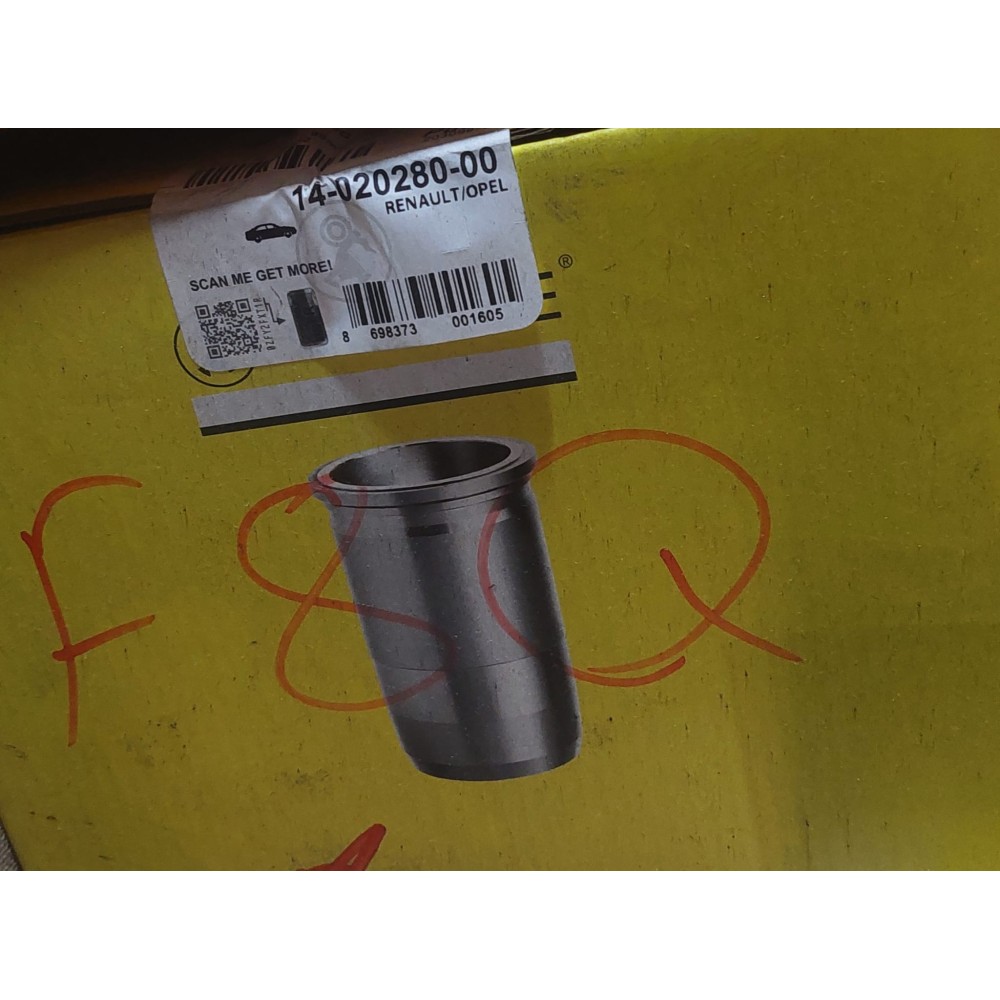 14-020280-00
RENAULT/OPEL
SCAN ME GET MORE!
8 698373 001605
®
F8Q